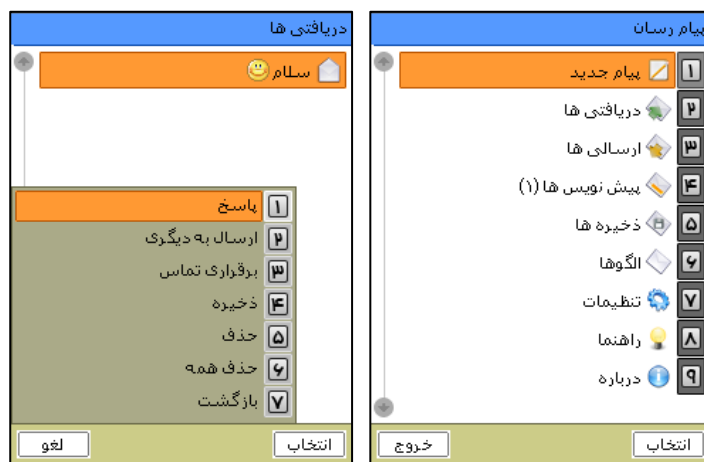 پیام رسان
۱ پیام جدید
۲ دریافتی ها
۳ ارسالی ها
۴ پیش نویس ها (۱)
۵ ذخیره ها
۶ الگوها
۷ تنظیمات
۸ راهنما
۹ درباره
انتخاب خروج
دریافتی ها
سلام
۱ پاسخ
۲ ارسال به دیگری
۳ برقراری تماس
۴ ذخیره
۵ حذف
۶ حذف همه
۷ بازگشت
انتخاب لغو